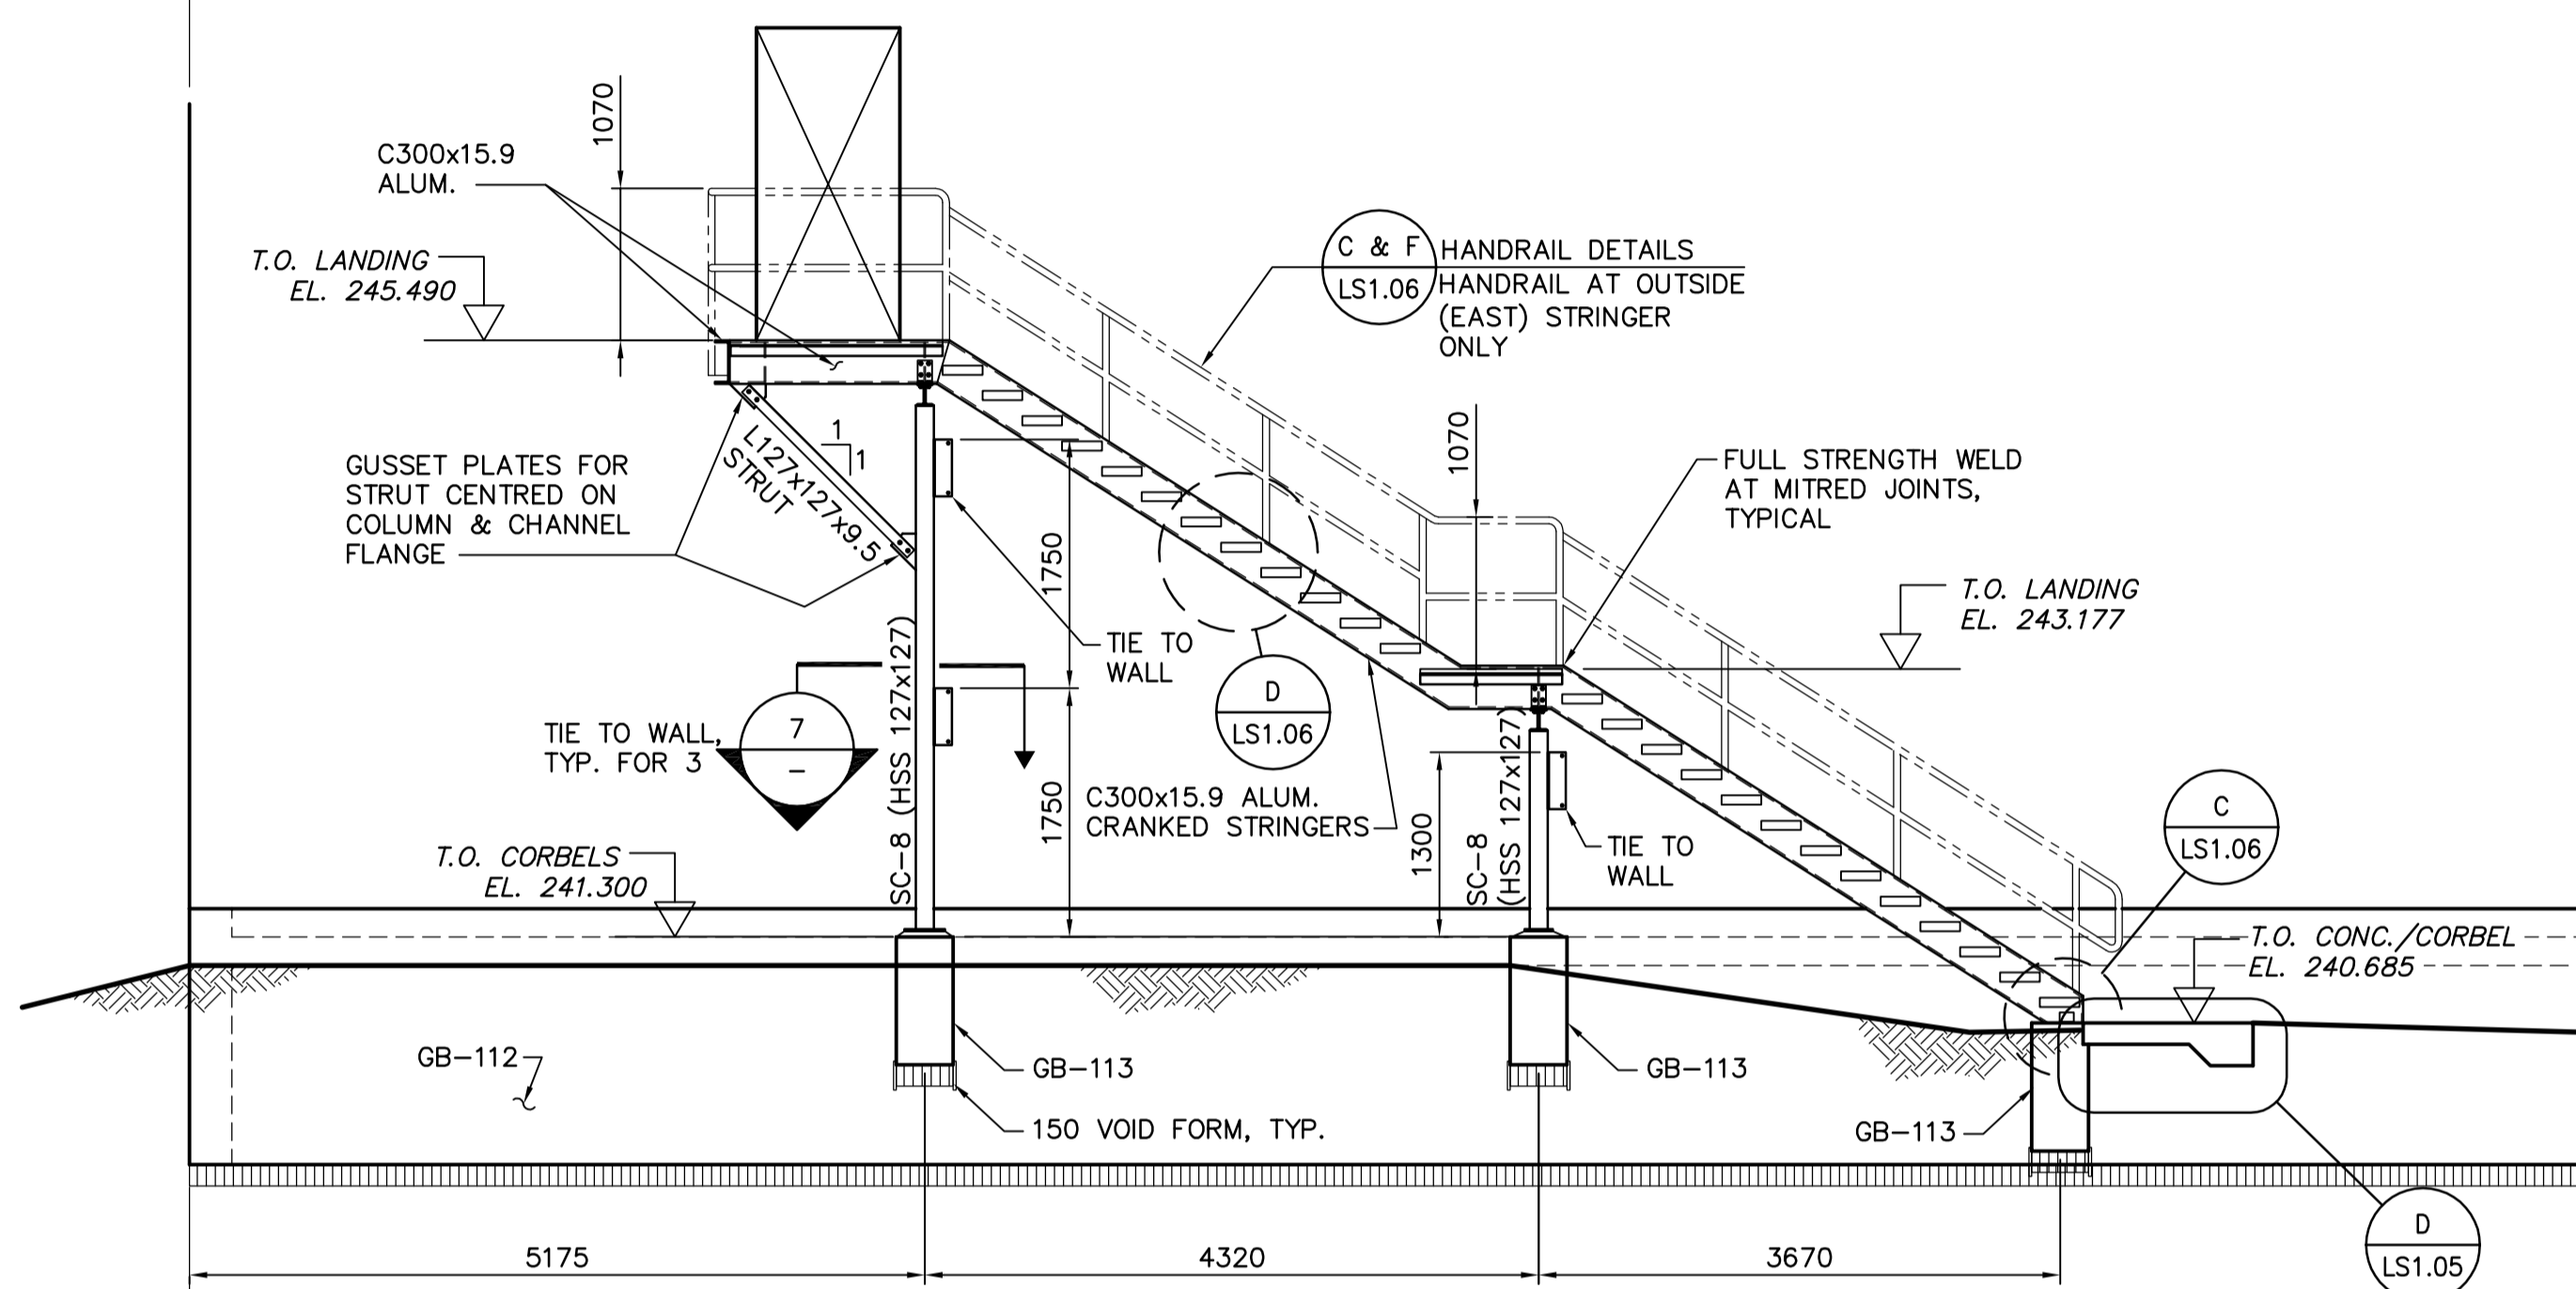 1070
C300x15.9
ALUM.
T.O. LANDING
EL. 245.490
C & F
LS1.06
HANDRAIL DETAILS
HANDRAIL AT OUTSIDE
(EAST) STRINGER
ONLY
1
1
L127x127x9.5
STRUT
GUSSET PLATES FOR
STRUT CENTRED ON
COLUMN & CHANNEL
FLANGE
1070
FULL STRENGTH WELD
AT MITRED JOINTS,
TYPICAL
1750
T.O. LANDING
EL. 243.177
TIE TO
WALL
D
LS1.06
TIE TO WALL,
TYP. FOR 3
7
–
SC-8 (HSS 127x127)
1750
C300x15.9 ALUM.
CRANKED STRINGERS
1300
SC-8
(HSS 127x127)
TIE TO
WALL
C
LS1.06
T.O. CORBELS
EL. 241.300
T.O. CONC./CORBEL
EL. 240.685
GB-112
GB-113
GB-113
150 VOID FORM, TYP.
GB-113
5175
4320
3670
D
LS1.05